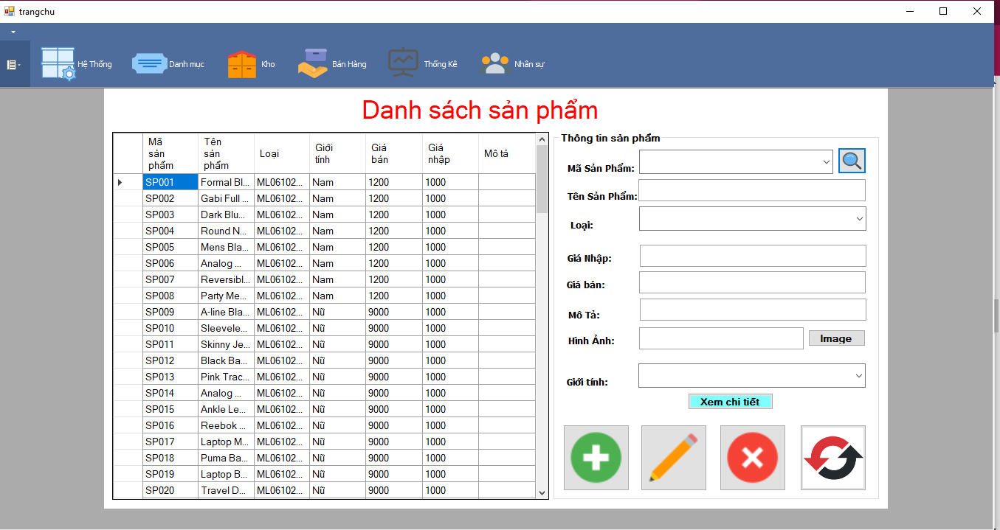 trangchu
Hệ Thống Danh mục Kho Bán Hàng Thống Kê Nhân sự
Danh sách sản phẩm
Mã sản phẩm Tên sản phẩm Loại Giới tính Giá bán Giá nhập Mô tả
SP001 Formal Bl... ML06102... Nam 1200 1000
SP002 Gabi Full ... ML06102... Nam 1200 1000
SP003 Dark Blu... ML06102... Nam 1200 1000
SP004 Round N... ML06102... Nam 1200 1000
SP005 Mens Bla... ML06102... Nam 1200 1000
SP006 Analog ... ML06102... Nam 1200 1000
SP007 Reversibl... ML06102... Nam 1200 1000
SP008 Party Me... ML06102... Nam 1200 1000
SP009 A-line Bla... ML06102... Nữ 9000 1000
SP010 Sleevele... ML06102... Nữ 9000 1000
SP011 Skinny Je... ML06102... Nữ 9000 1000
SP012 Black Ba... ML06102... Nữ 9000 1000
SP013 Pink Trac... ML06102... Nữ 9000 1000
SP014 Analog ... ML06102... Nữ 9000 1000
SP015 Ankle Le... ML06102... Nữ 9000 1000
SP016 Reebok ... ML06102... Nữ 9000 1000
SP017 Laptop M... ML06102... Nữ 9000 1000
SP018 Puma Ba... ML06102... Nữ 9000 1000
SP019 Laptop B... ML06102... Nữ 9000 1000
SP020 Travel D... ML06102... Nữ 9000 1000
Thông tin sản phẩm
Mã Sản Phẩm:
Tên Sản Phẩm:
Loại:
Giá Nhập:
Giá bán:
Mô Tả:
Hình Ảnh: Image
Giới tính:
Xem chi tiết